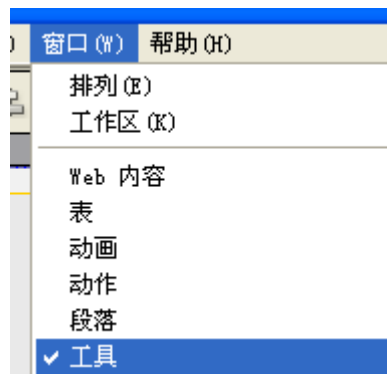 窗口(W) 帮助(H)
排列(E)
工作区(K)
Web 内容
表
动画
动作
段落
工具